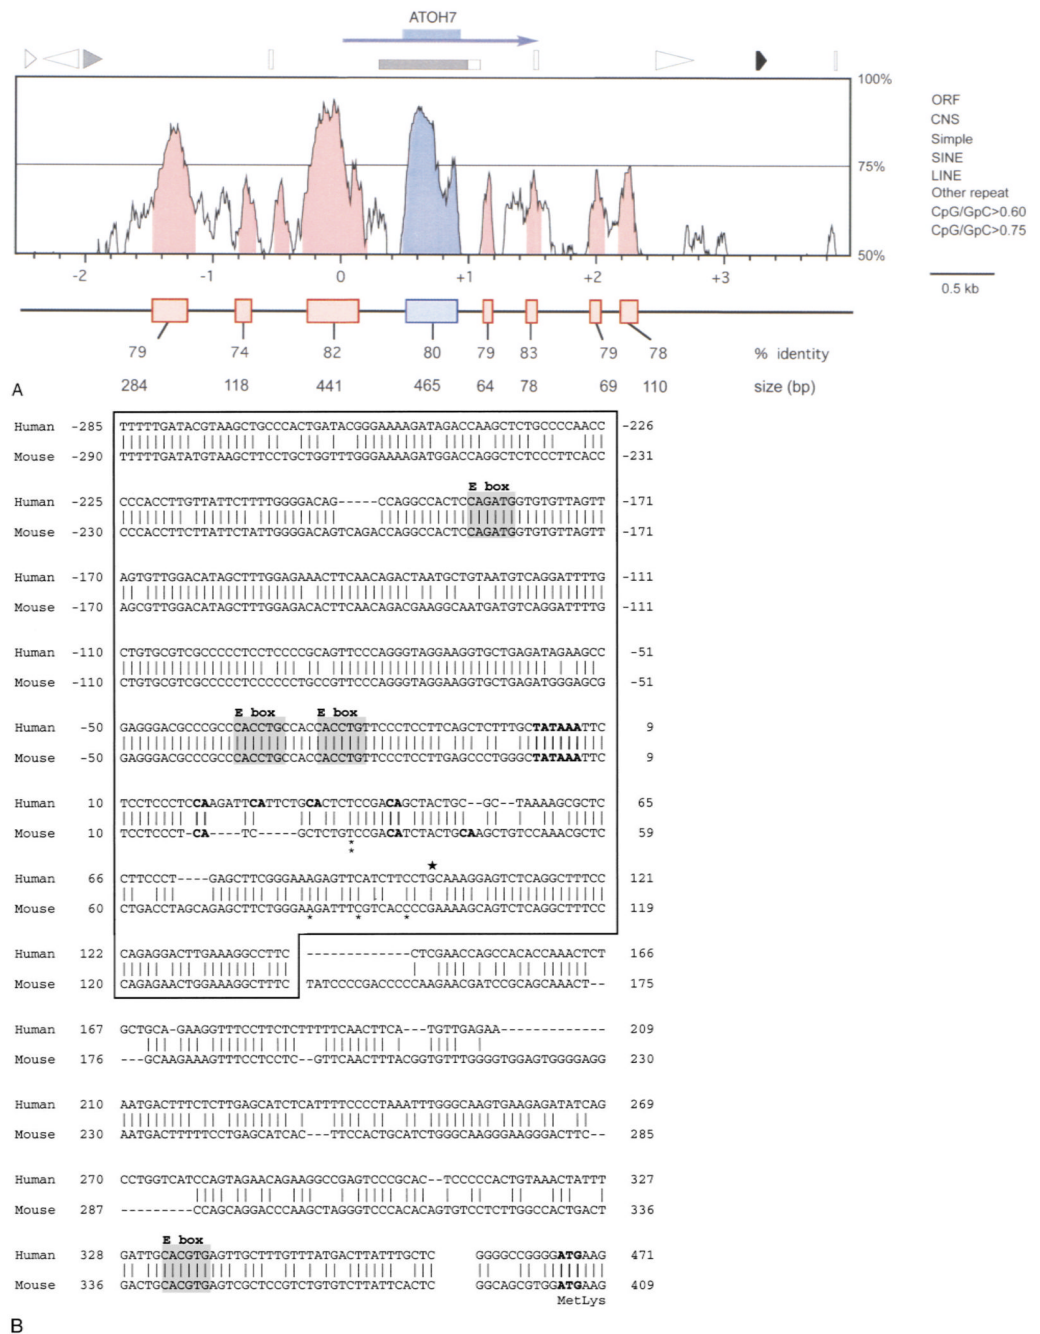 ATOH7
100%
75%
50%
ORF
CNS
Simple
SINE
LINE
Other repeat
CpG/GpC>0.60
CpG/GpC>0.75
-2 -1 0 +1 +2 +3
0.5 kb
79 74 82 80 79 83 79 78 % identity
284 118 441 465 64 78 69 110 size (bp)
A
Human -285 TTTTTGATACGTAAGCTGCCCACTGATACGGGAAAAGATAGACCAAGCTCTGCCCCAACC -226
Mouse -290 TTTTTGATATGTAAGCTTCCTGCTGGTTTGGGAAAAGATGGACCAGGCTCTCCCTTCACC -231
E box
Human -225 CCCACCTTGTTATTCTTTTGGGGACAG-----CCAGGCCACTCCAGATGGTGTGTTAGTT -171
Mouse -230 CCCACCTTCTTATTCTATTGGGGACAGTCAGACCAGGCCACTCCAGATGGTGTGTTAGTT -171
Human -170 AGTGTTGGACATAGCTTTGGAGAAACTTCAACAGACTAATGCTGTAATGTCAGGATTTTG -111
Mouse -170 AGCGTTGGACATAGCTTTGGAGACACTTCAACAGACGAAGGCAATGATGTCAGGATTTTG -111
Human -110 CTGTGCGTCGCCCCCTCCTCCCCGCAGTTCCCAGGGTAGGAAGGTGCTGAGATAGAAGCC -51
Mouse -110 CTGTGCGTCGCCCCCTCCCCCCTGCCGTTCCCAGGGTAGGAAGGTGCTGAGATGGGAGCG -51
E box E box
Human -50 GAGGGACGCCCGCCCACCTGCCACCACCTGTTCCCTCCTTCAGCTCTTTGCTATAAATTC 9
Mouse -50 GAGGGACGCCCGCCCACCTGCCACCACCTGTTCCCTCCTTGAGCCCTGGGCTATAAATTC 9
Human 10 TCCTCCCTCCAAGATTCATTCTGCACTCTCCGACAGCTACTGC--GC--TAAAAGCGCTC 65
Mouse 10 TCCTCCCT-CA----TC-----GCTCTGTCCGACATCTACTGCAAGCTGTCCAAACGCTC 59
*
*
★
Human 66 CTTCCCT----GAGCTTCGGGAAAGAGTTCATCTTCCTGCAAAGGAGTCTCAGGCTTTCC 121
Mouse 60 CTGACCTAGCAGAGCTTCTGGGAAGATTTCGTCACCCCGAAAAGCAGTCTCAGGCTTTCC 119
* * *
Human 122 CAGAGGACTTGAAAGGCCTTC -------------CTCGAACCAGCCACACCAAACTCT 166
Mouse 120 CAGAGAACTGGAAAGGCTTTC TATCCCCGACCCCCAAGAACGATCCGCAGCAAACT-- 175
Human 167 GCTGCA-GAAGGTTTCCTTCTCTTTTTCAACTTCA---TGTTGAGAA------------- 209
Mouse 176 ---GCAAGAAAGTTTCCTCCTC--GTTCAACTTTACGGTGTTTGGGGTGGAGTGGGGAGG 230
Human 210 AATGACTTTCTCTTGAGCATCTCATTTTCCCCTAAATTTGGGCAAGTGAAGAGATATCAG 269
Mouse 230 AATGACTTTTTCCTGAGCATCAC---TTCCACTGCATCTGGGCAAGGGAAGGGACTTC-- 285
Human 270 CCTGGTCATCCAGTAGAACAGAAGGCCGAGTCCCGCAC--TCCCCCACTGTAAACTATTT 327
Mouse 287 ---------CCAGCAGGACCCAAGCTAGGGTCCCACACAGTGTCCTCTTGGCCACTGACT 336
E box
Human 328 GATTGCACGTGAGTTGCTTTGTTTATGACTTATTTGCTC GGGGCCGGGGATGAAG 471
Mouse 336 GACTGCACGTGAGTCGCTCCGTCTGTGTCTTATTCACTC GGCAGCGTGGATGAAG 409
MetLys
B